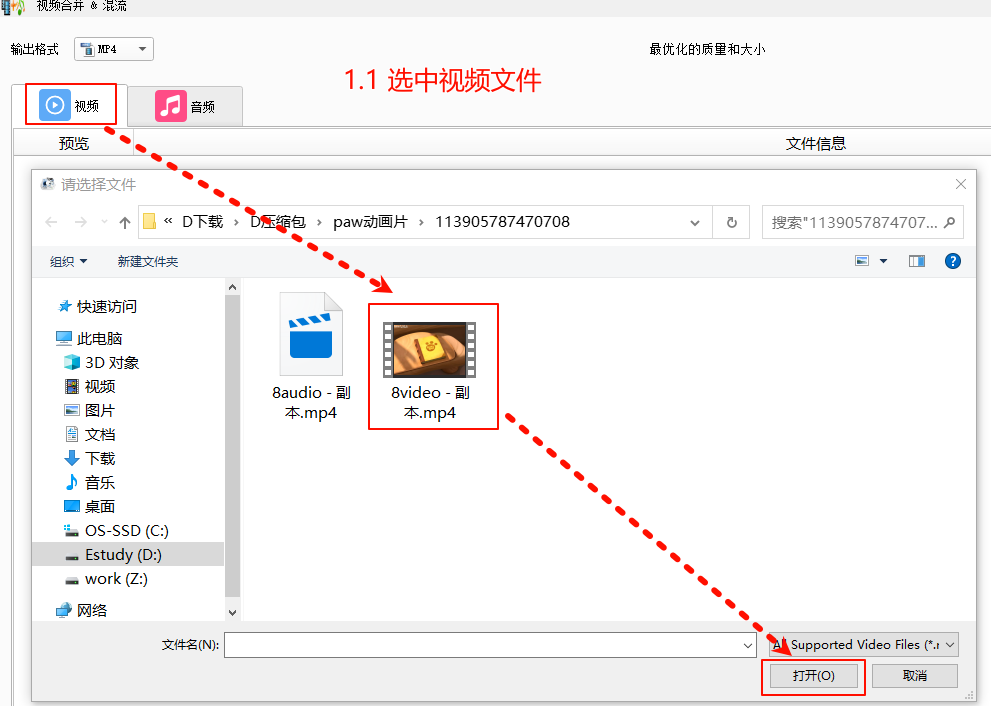 视频合并 & 混流
输出格式 MP4 最优化的质量和大小
1.1 选中视频文件
视频 音频
预览 文件信息
请选择文件
« D下载 › D压缩包 › paw动画片 › 113905787470708 搜索"1139057874707...
组织 新建文件夹
快速访问
此电脑
3D 对象
视频
图片
文档
下载
音乐
桌面
OS-SSD (C:)
Estudy (D:)
work (Z:)
网络
8audio - 副
本.mp4
8video - 副
本.mp4
文件名(N): All Supported Video Files (*.r
打开(O) 取消